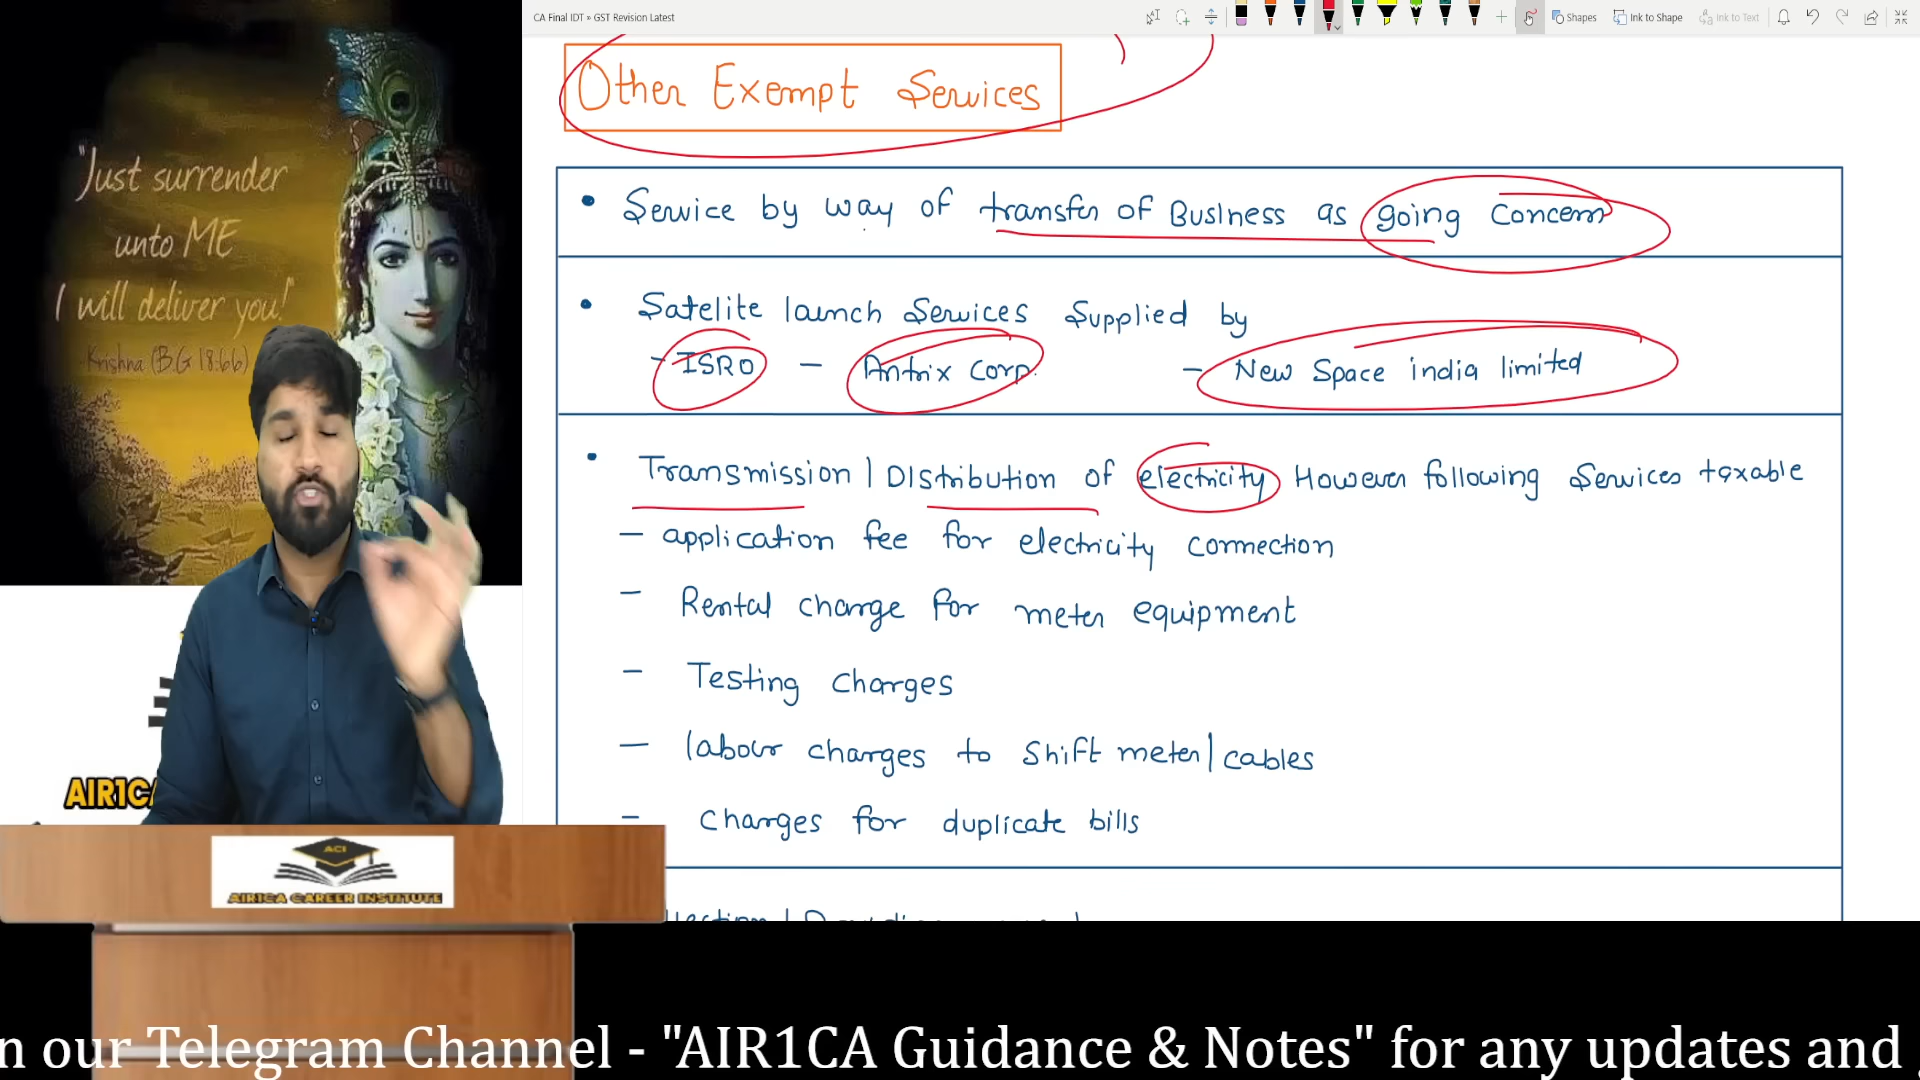 CA Final IDT » GST Revision Latest
Shapes
Ink to Shape
Ink to Text
Other Exempt Services
"Just surrender
unto ME
I will deliver you!"
Krishna (B.G 18:66)
• Service by way of transfer of Business as going Concern
• Satelite launch Services Supplied by
- ISRO - Antrix Corp. - New Space india limited
• Transmission | Distribution of electricity However following Services taxable
- application fee for electricity connection
- Rental charge for meter equipment
- Testing charges
- labour charges to Shift meter | cables
- charges for duplicate bills
AIR1CA
ACI
AIR1CA CAREER INSTITUTE
n our Telegram Channel - "AIR1CA Guidance & Notes" for any updates and